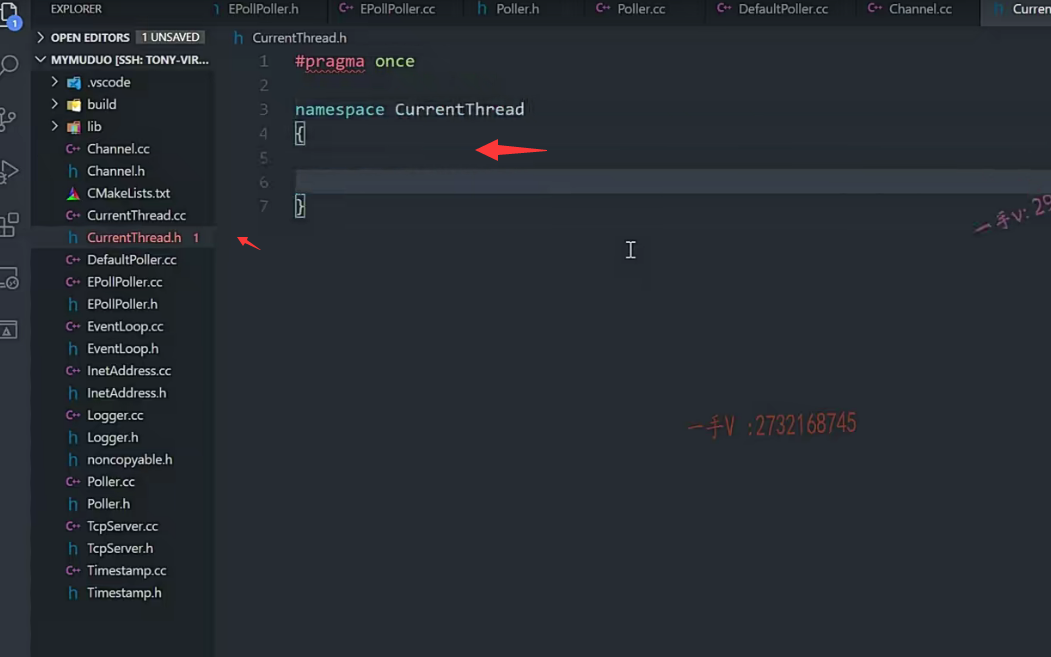 EXPLORER
EPollPoller.h
EPollPoller.cc
Poller.h
Poller.cc
DefaultPoller.cc
Channel.cc
OPEN EDITORS 1 UNSAVED
MYMUDUO [SSH: TONY-VIR...
.vscode
build
lib
Channel.cc
Channel.h
CMakeLists.txt
CurrentThread.cc
CurrentThread.h 1
DefaultPoller.cc
EPollPoller.cc
EPollPoller.h
EventLoop.cc
EventLoop.h
InetAddress.cc
InetAddress.h
Logger.cc
Logger.h
noncopyable.h
Poller.cc
Poller.h
TcpServer.cc
TcpServer.h
Timestamp.cc
Timestamp.h
1
CurrentThread.h
1 #pragma once
2
3 namespace CurrentThread
4 {
5
6
7 }
一手V: 29
一手V :2732168745